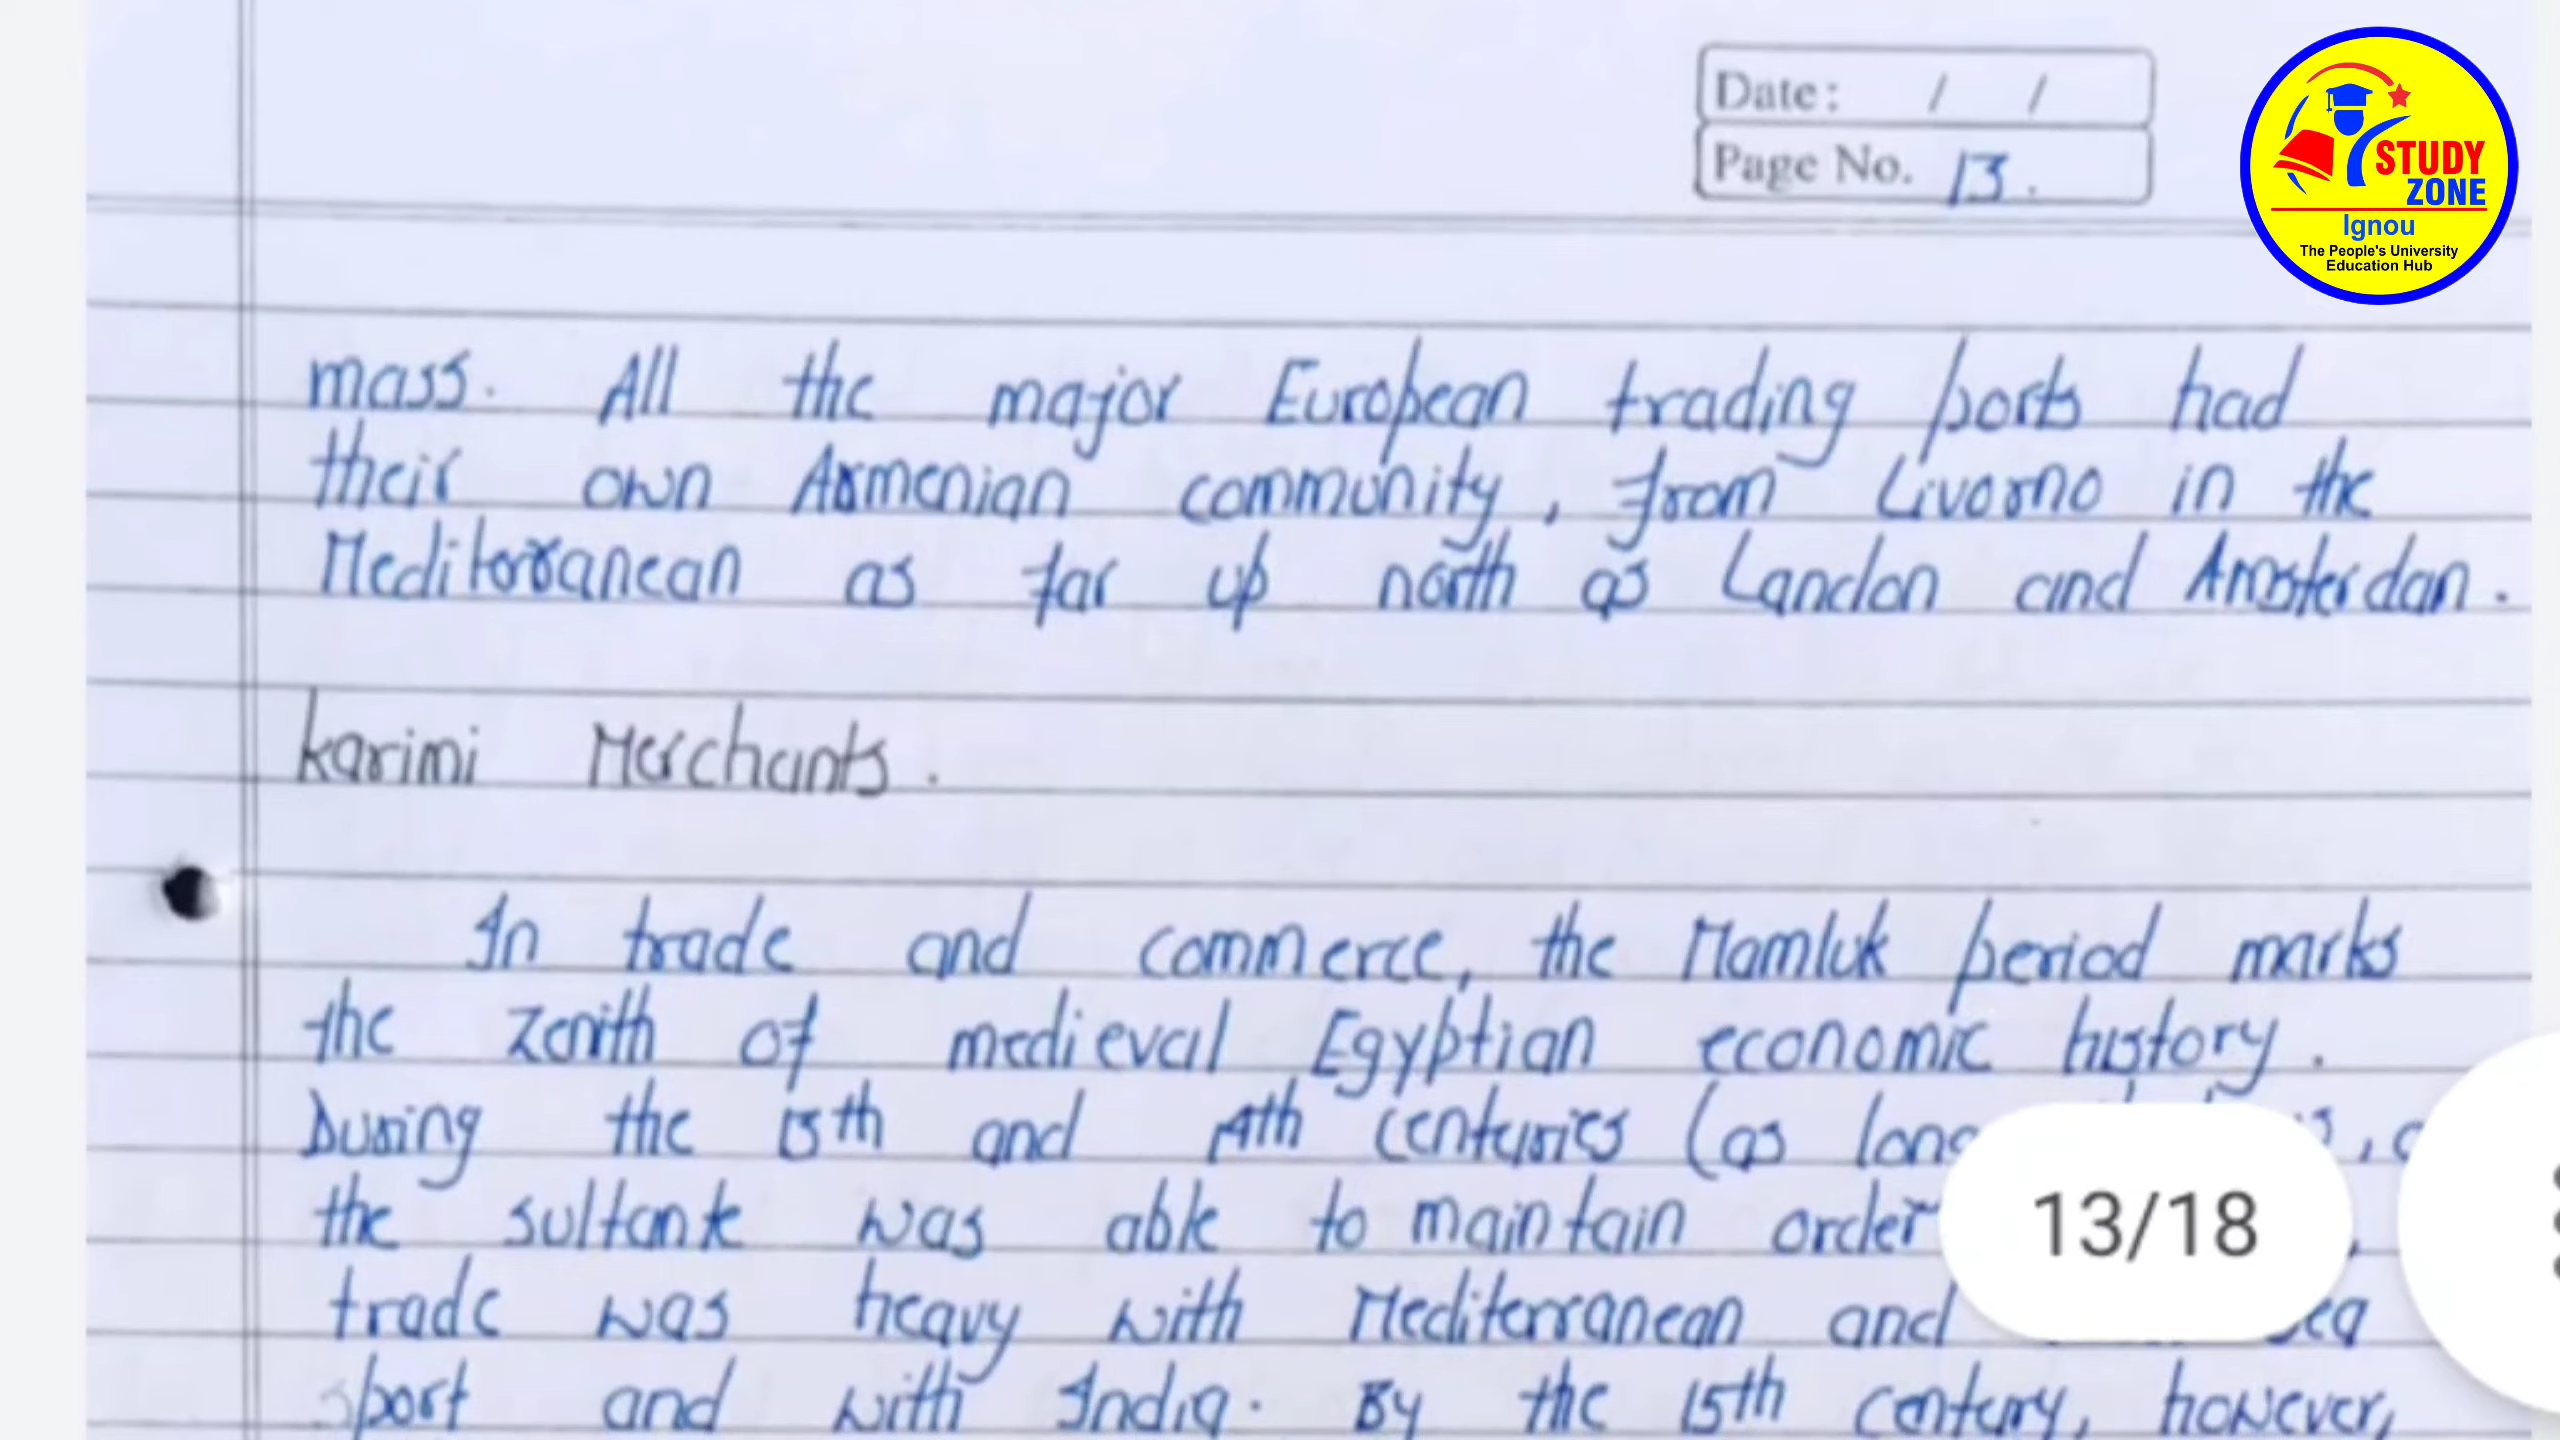 Date: / /
Page No. 13.
STUDY
ZONE
Ignou
The People's University
Education Hub
mass. All the major European trading ports had
their own Armenian community, from Livorno in the
Mediterranean as far up north as London and Amsterdan.
karimi Merchants.
In trade and commerce, the Mamluk period marks
the zenith of medieval Egyptian economic history.
During the 13th and 14th centuries (as long
the sultante was able to maintain order
trade was heavy with Mediterranean and
port and with India. By the 15th century, however,
13/18